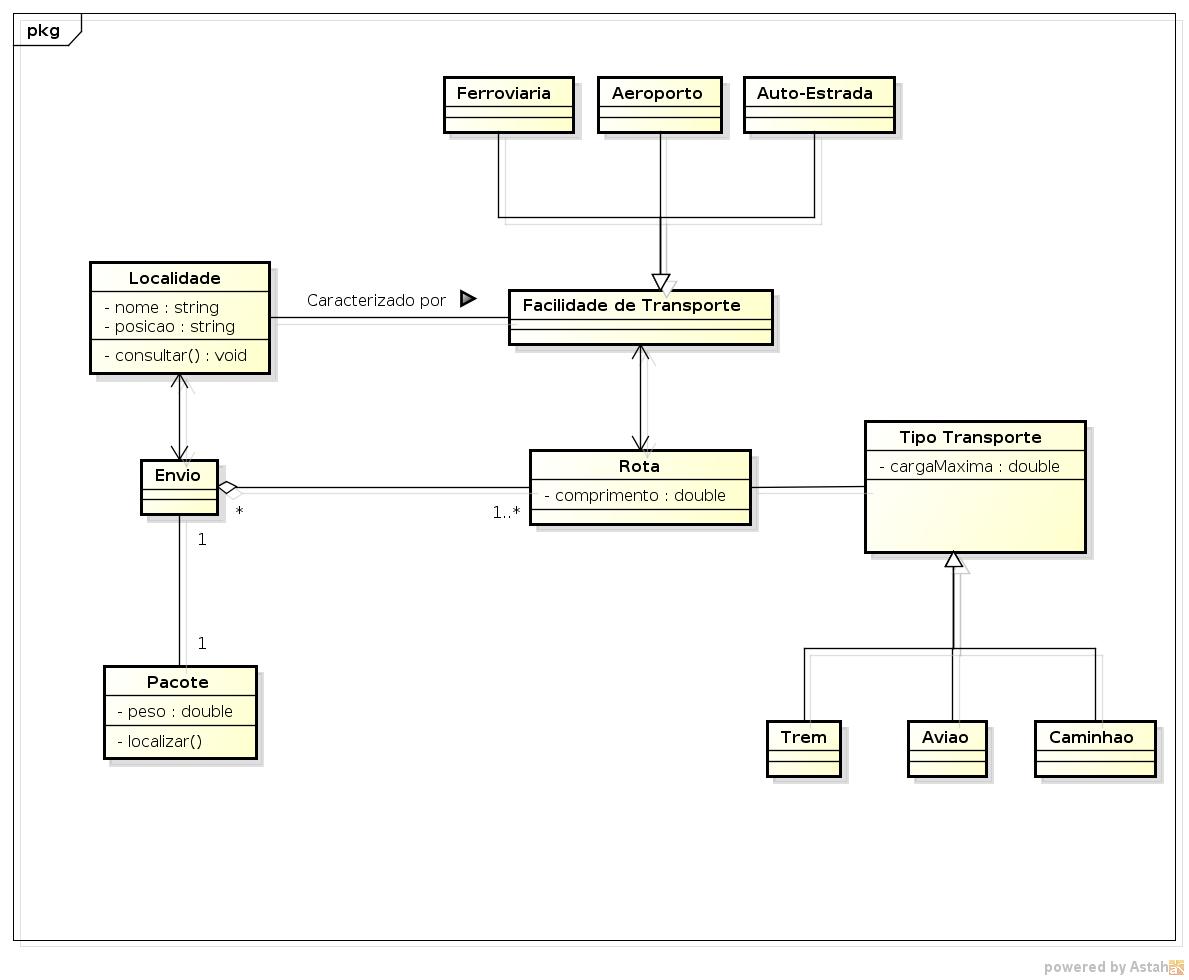 pkg
Ferroviaria
Aeroporto
Auto-Estrada
Localidade
- nome : string
- posicao : string
- consultar() : void
Caracterizado por
Facilidade de Transporte
Envio
*
1..*
Rota
- comprimento : double
Tipo Transporte
- cargaMaxima : double
1
1
Pacote
- peso : double
- localizar()
Trem
Aviao
Caminhao
powered by Astah